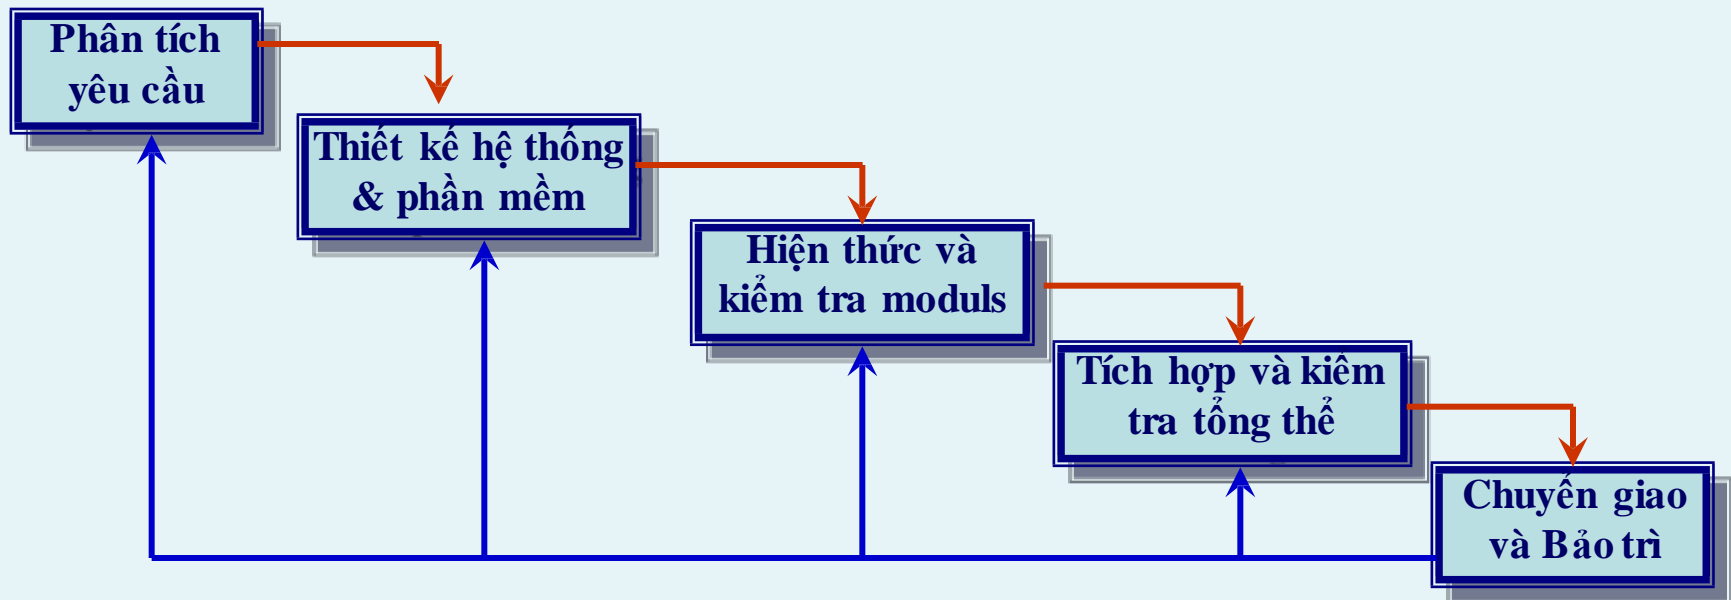 Phân tích
yêu cầu
Thiết kế hệ thống
& phần mềm
Hiện thức và
kiểm tra moduls
Tích hợp và kiểm
tra tổng thể
Chuyển giao
và Bảo trì